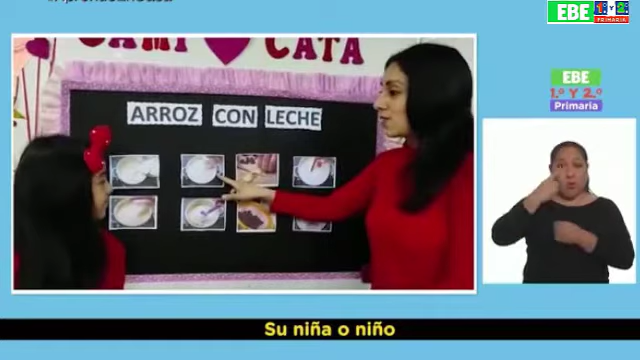 EBE 1.º Y 2.º
PRIMARIA
CAMI CATA
EBE
1.º Y 2.º
Primaria
ARROZ CON LECHE
Su niña o niño